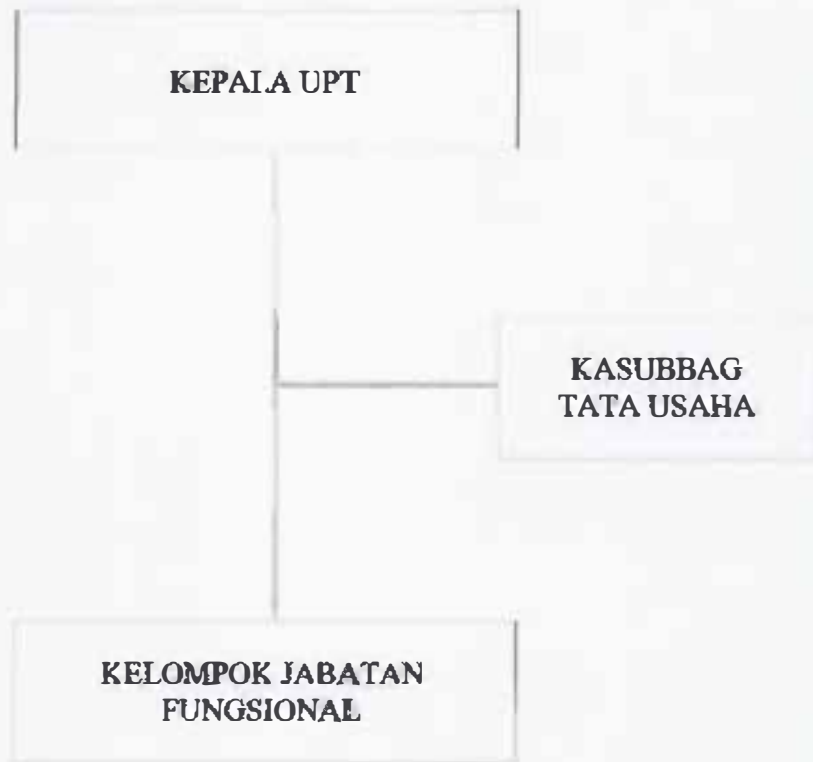 KEPALA UPT
KASUBBAG
TATA USAHA
KELOMPOK JABATAN
FUNGSIONAL